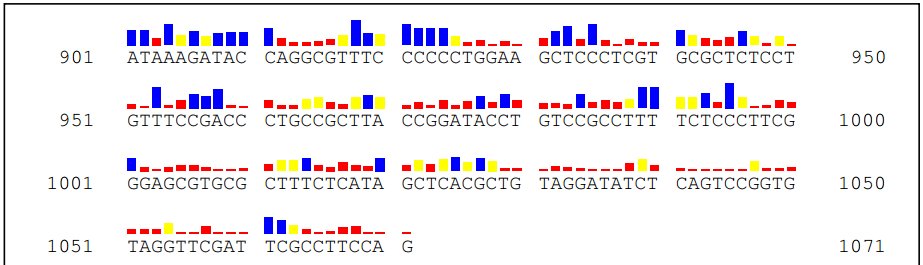 901 ATAAAGATAC CAGGCGTTTC CCCCCTGGAA GCTCCCTCGT GCGCTCTCCT 950
951 GTTTCCGACC CTGCCGCTTA CCGGATACCT GTCCGCCTTT TCTCCCTTCG 1000
1001 GGAGCGTGCG CTTTCTCATA GCTCACGCTG TAGGATATCT CAGTCCGGTG 1050
1051 TAGGTTCGAT TCGCCTTCCA G 1071